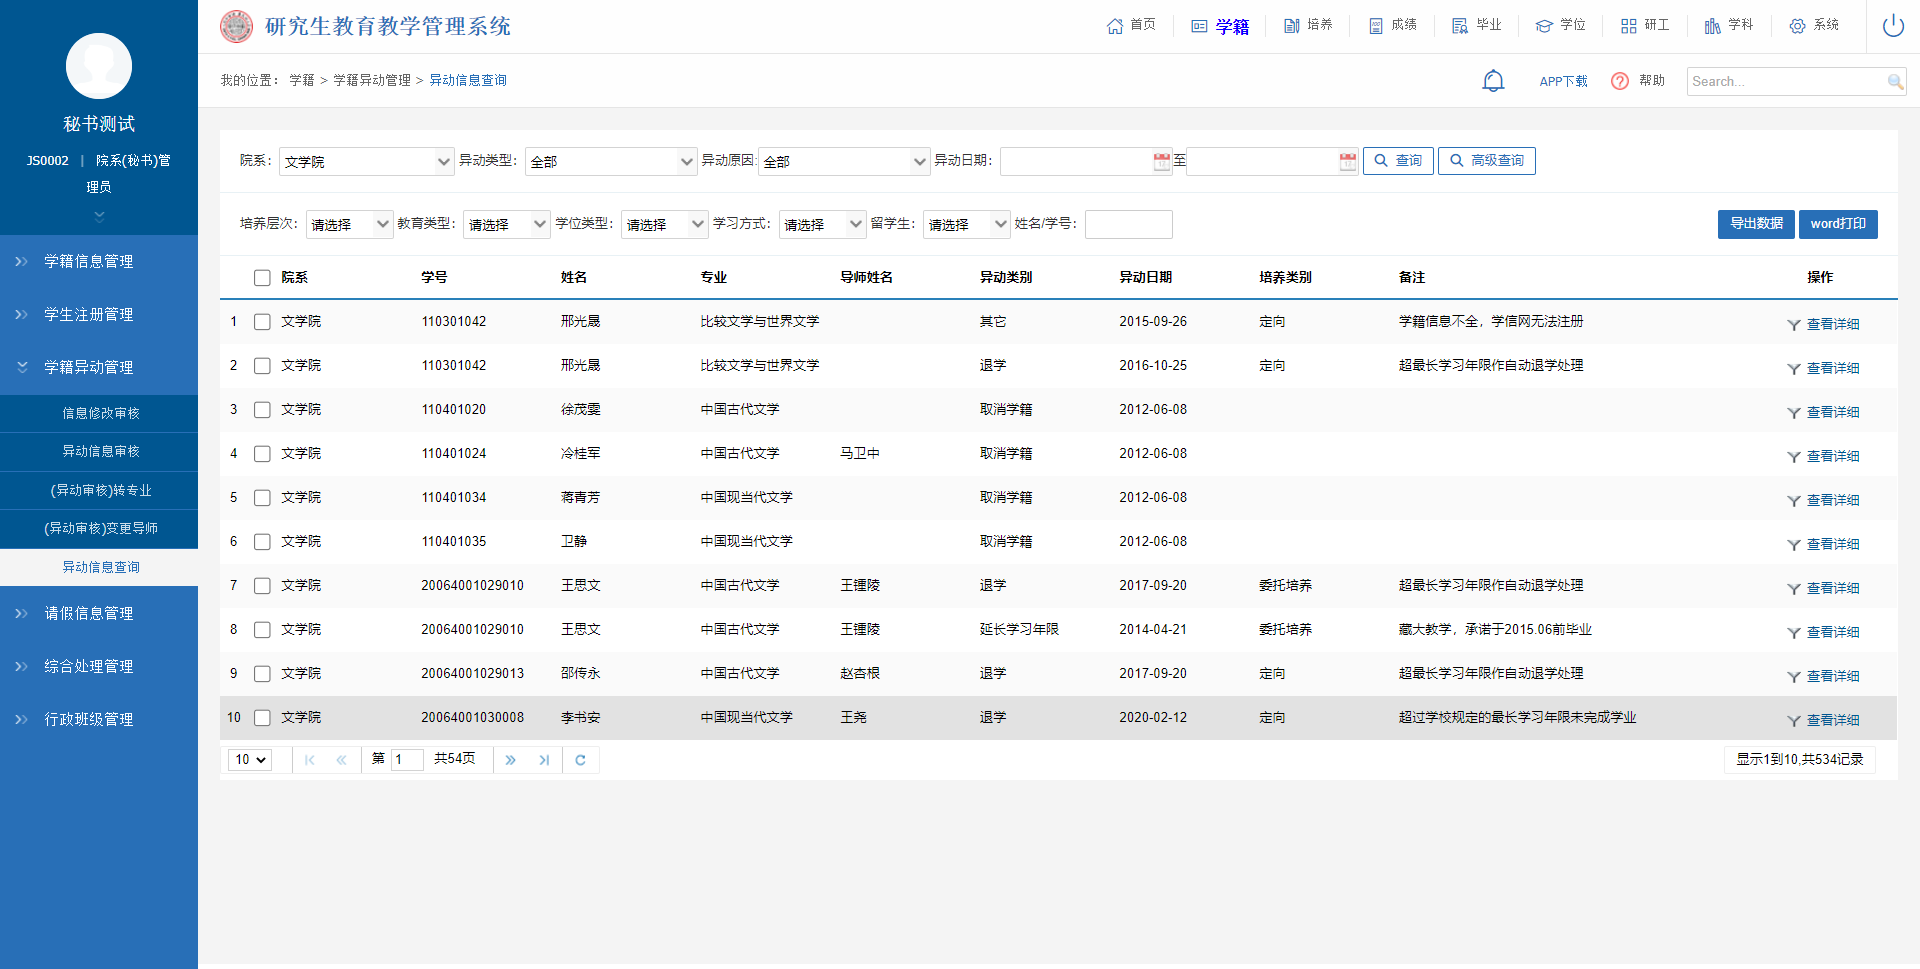 研究生教育教学管理系统
首页 学籍 培养 成绩 毕业 学位 研工 学科 系统
秘书测试
JS0002 | 院系(秘书)管
理员
学籍信息管理
学生注册管理
学籍异动管理
信息修改审核
异动信息审核
(异动审核)转专业
(异动审核)变更导师
异动信息查询
请假信息管理
综合处理管理
行政班级管理
我的位置： 学籍 > 学籍异动管理 > 异动信息查询
APP下载 帮助 Search...
院系： 文学院 异动类型： 全部 异动原因: 全部 异动日期： 至 查询 高级查询
培养层次： 请选择 教育类型： 请选择 学位类型： 请选择 学习方式： 请选择 留学生： 请选择 姓名/学号： 导出数据 word打印
院系 学号 姓名 专业 导师姓名 异动类别 异动日期 培养类别 备注 操作
1 文学院 110301042 邢光晟 比较文学与世界文学 其它 2015-09-26 定向 学籍信息不全，学信网无法注册 查看详细
2 文学院 110301042 邢光晟 比较文学与世界文学 退学 2016-10-25 定向 超最长学习年限作自动退学处理 查看详细
3 文学院 110401020 徐茂雯 中国古代文学 取消学籍 2012-06-08 查看详细
4 文学院 110401024 冷桂军 中国古代文学 马卫中 取消学籍 2012-06-08 查看详细
5 文学院 110401034 蒋青芳 中国现当代文学 取消学籍 2012-06-08 查看详细
6 文学院 110401035 卫静 中国现当代文学 取消学籍 2012-06-08 查看详细
7 文学院 20064001029010 王思文 中国古代文学 王锺陵 退学 2017-09-20 委托培养 超最长学习年限作自动退学处理 查看详细
8 文学院 20064001029010 王思文 中国古代文学 王锺陵 延长学习年限 2014-04-21 委托培养 藏大教学，承诺于2015.06前毕业 查看详细
9 文学院 20064001029013 邵传永 中国古代文学 赵杏根 退学 2017-09-20 定向 超最长学习年限作自动退学处理 查看详细
10 文学院 20064001030008 李书安 中国现当代文学 王尧 退学 2020-02-12 定向 超过学校规定的最长学习年限未完成学业 查看详细
10 第 1 共54页 显示1到10,共534记录